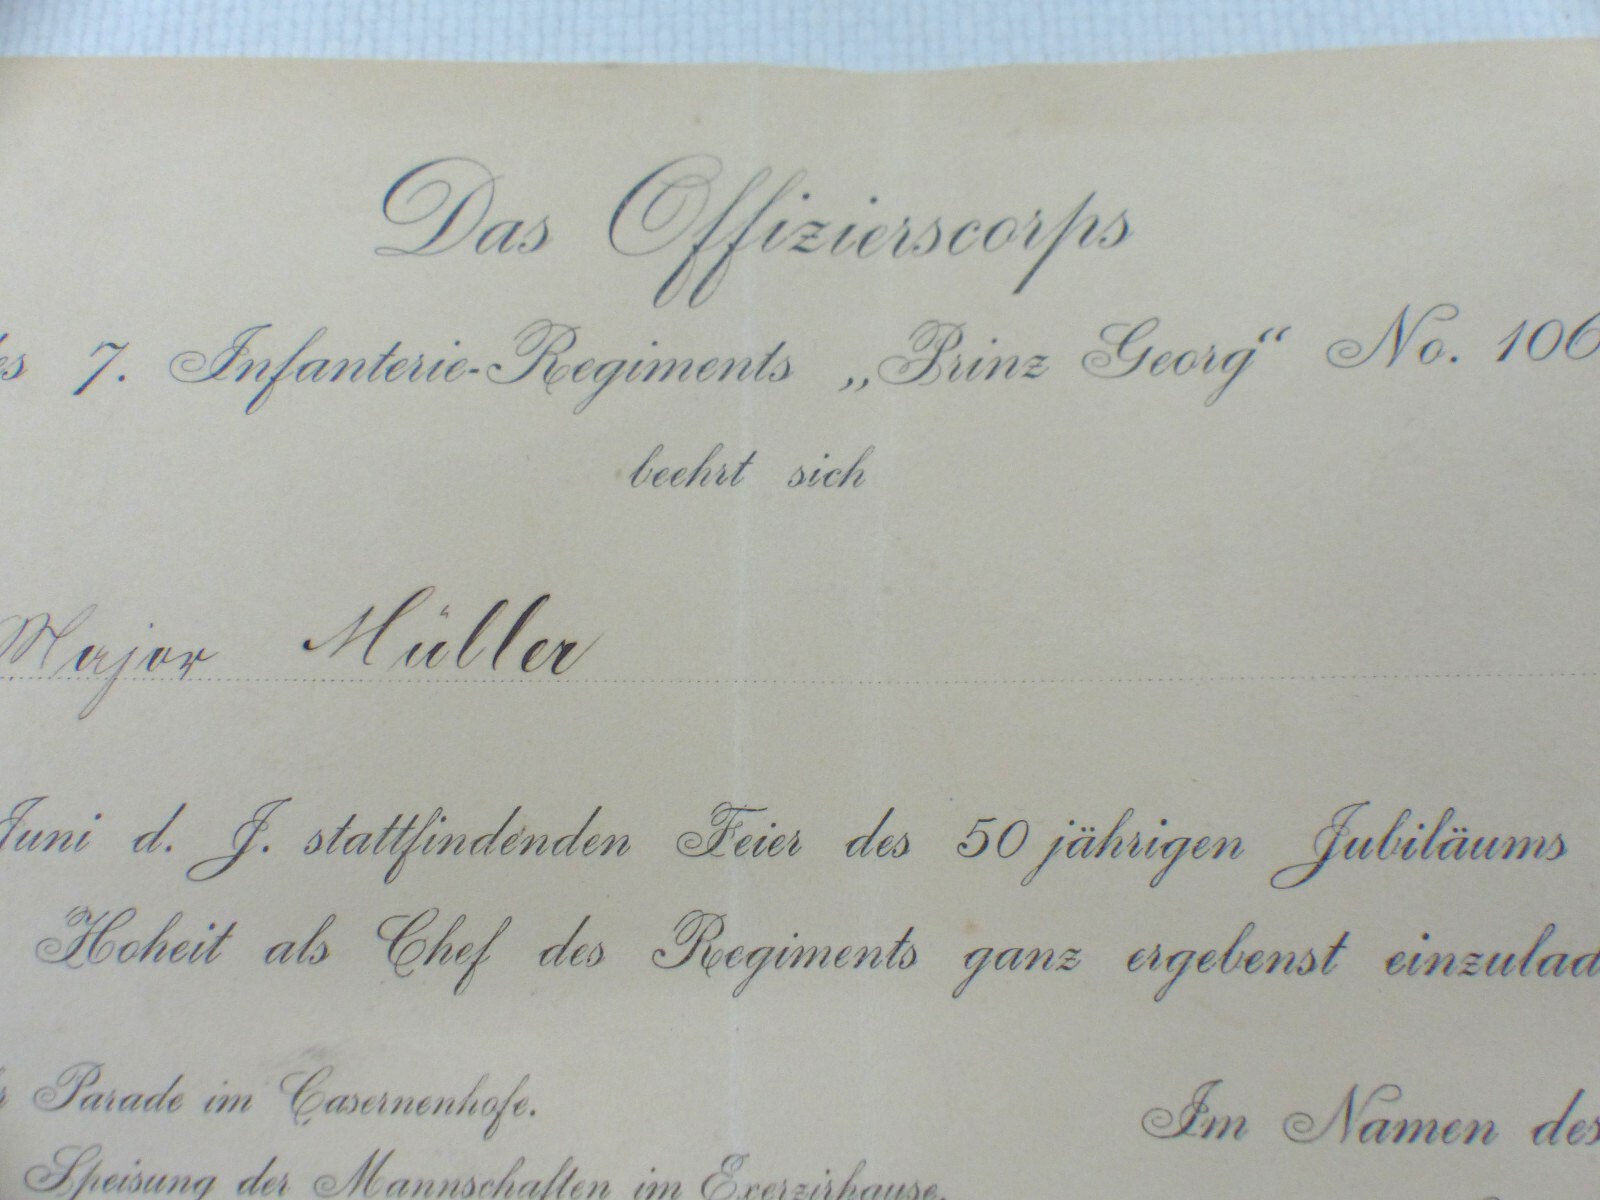 Das Offizierscorps
des 7. Infanterie-Regiments „Prinz Georg“ No. 106
beehrt sich
Major Müller
Juni d. J. stattfindenden Feier des 50 jährigen Jubiläums
Hoheit als Chef des Regiments ganz ergebenst einzulad
Parade im Casernenhofe.
Im Namen des
Speisung der Mannschaften im Exerzirhause.